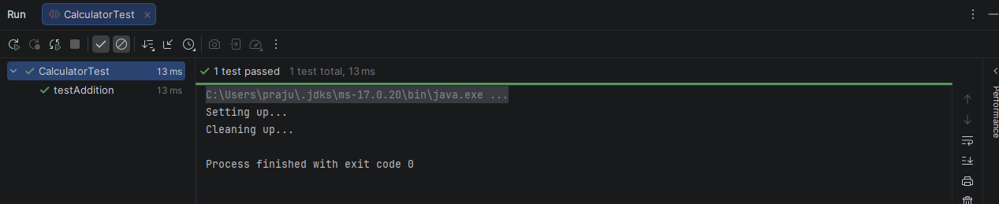 Run CalculatorTest
CalculatorTest 13 ms
testAddition 13 ms
1 test passed 1 test total, 13 ms
C:\Users\praju\.jdks\ms-17.0.20\bin\java.exe ...
Setting up...
Cleaning up...
Process finished with exit code 0
Performance